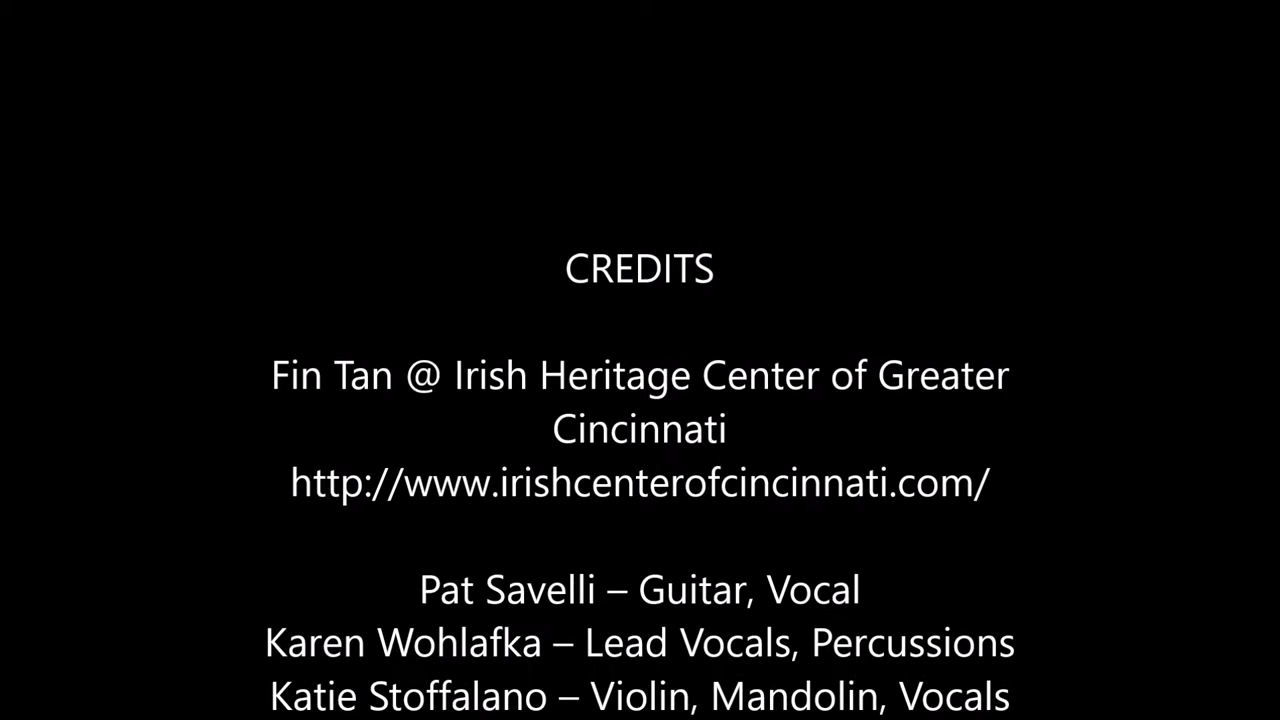 CREDITS
Fin Tan @ Irish Heritage Center of Greater
Cincinnati
http://www.irishcenterofcincinnati.com/
Pat Savelli – Guitar, Vocal
Karen Wohlafka – Lead Vocals, Percussions
Katie Stoffalano – Violin, Mandolin, Vocals